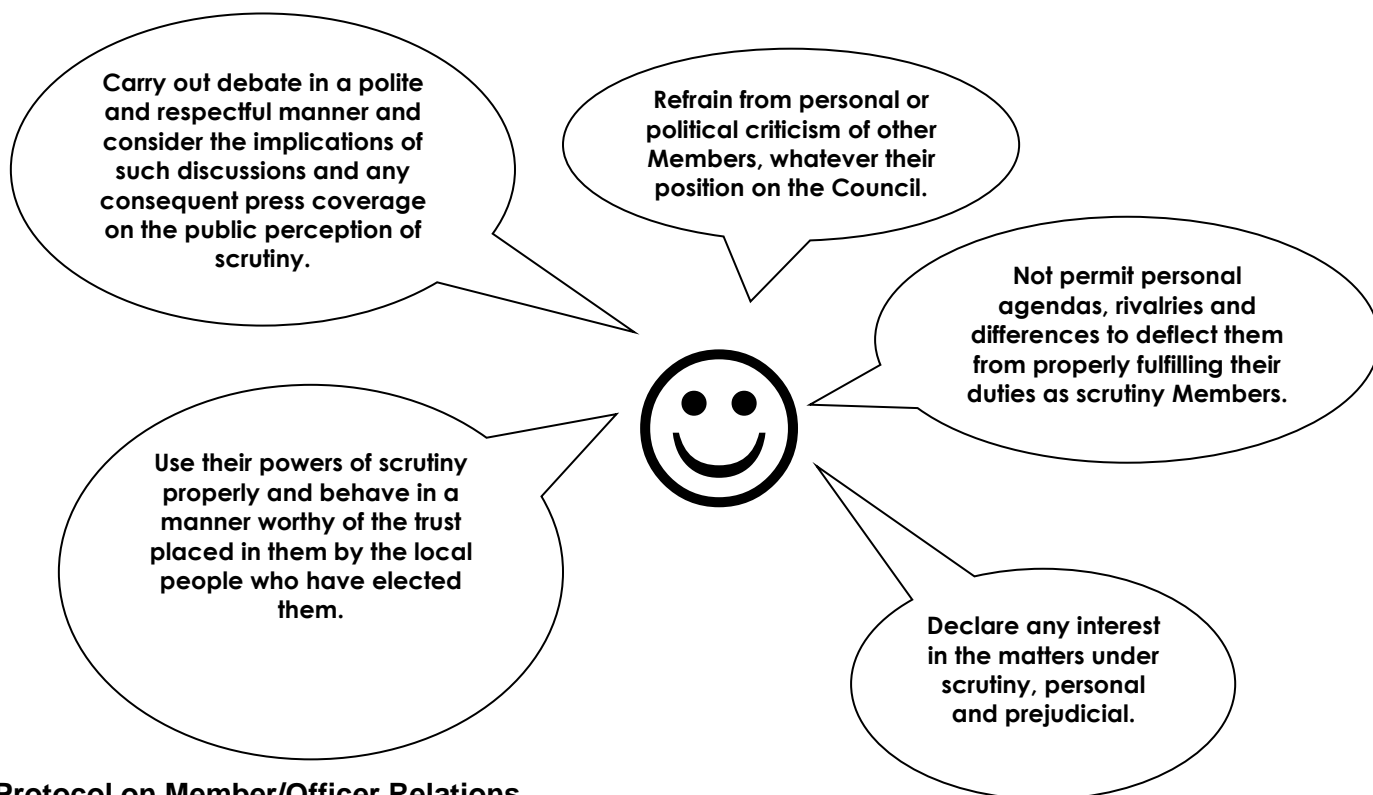 Carry out debate in a polite
and respectful manner and
consider the implications of
such discussions and any
consequent press coverage
on the public perception of
scrutiny.
Refrain from personal or
political criticism of other
Members, whatever their
position on the Council.
Not permit personal
agendas, rivalries and
differences to deflect them
from properly fulfilling their
duties as scrutiny Members.
Use their powers of scrutiny
properly and behave in a
manner worthy of the trust
placed in them by the local
people who have elected
them.
Declare any interest
in the matters under
scrutiny, personal
and prejudicial.
Protocol on Member/Officer Relations